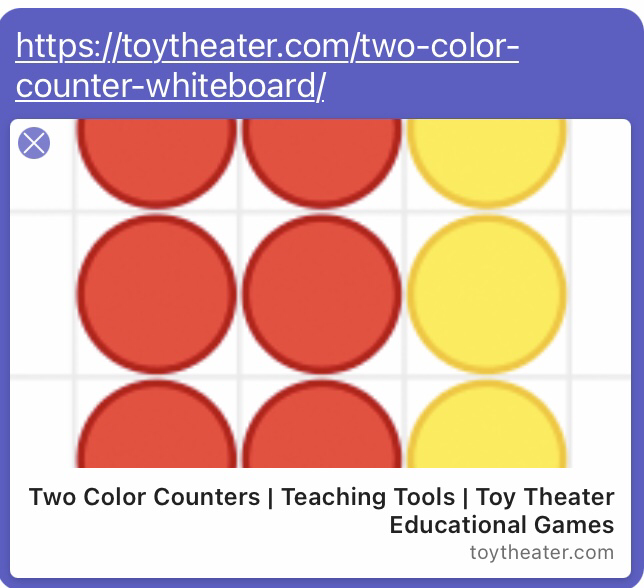 https://toytheater.com/two-color-
counter-whiteboard/
Two Color Counters | Teaching Tools | Toy Theater
Educational Games
toytheater.com